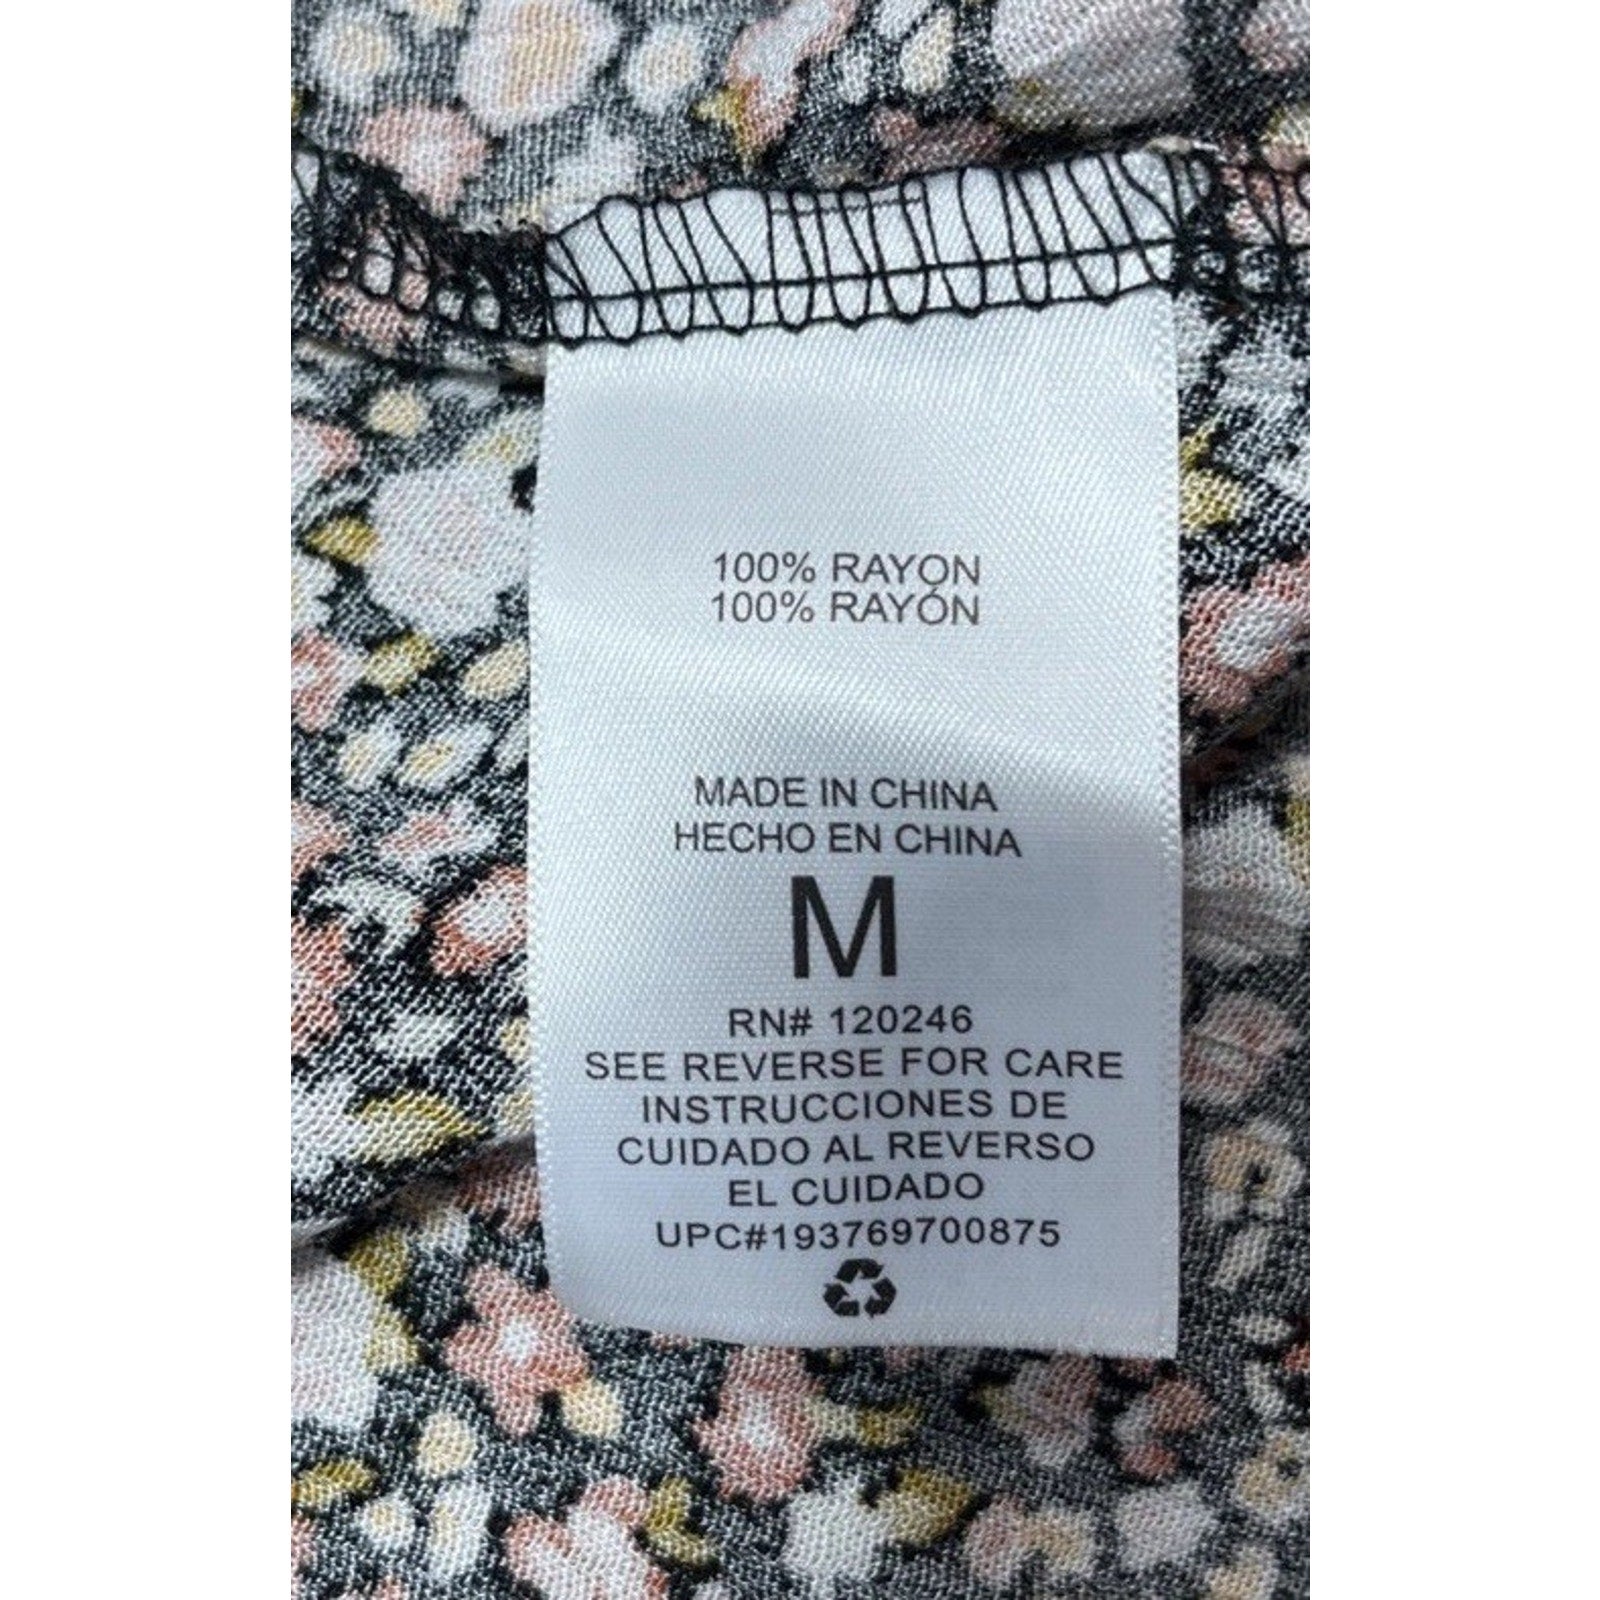 100% RAYON
100% RAYÓN
MADE IN CHINA
HECHO EN CHINA
M
RN# 120246
SEE REVERSE FOR CARE
INSTRUCCIONES DE
CUIDADO AL REVERSO
EL CUIDADO
UPC#193769700875